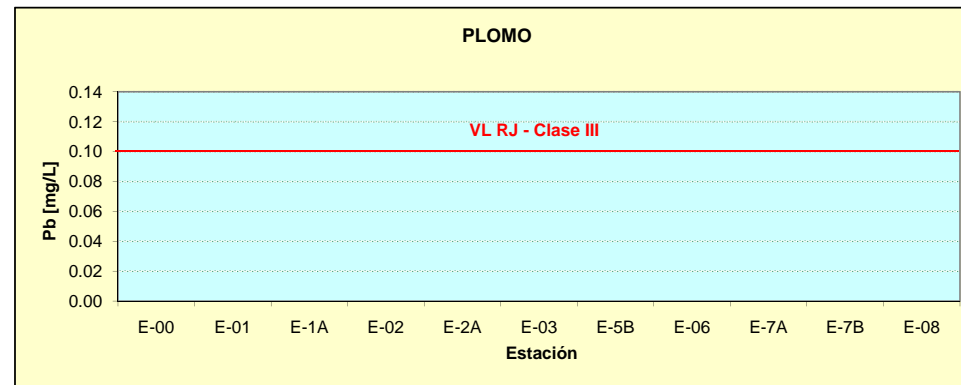 PLOMO
0.14
0.12
VL RJ - Clase III
0.10
0.08
Pb [mg/L]
0.06
0.04
0.02
0.00
E-00 E-01 E-1A E-02 E-2A E-03 E-5B E-06 E-7A E-7B E-08
Estación